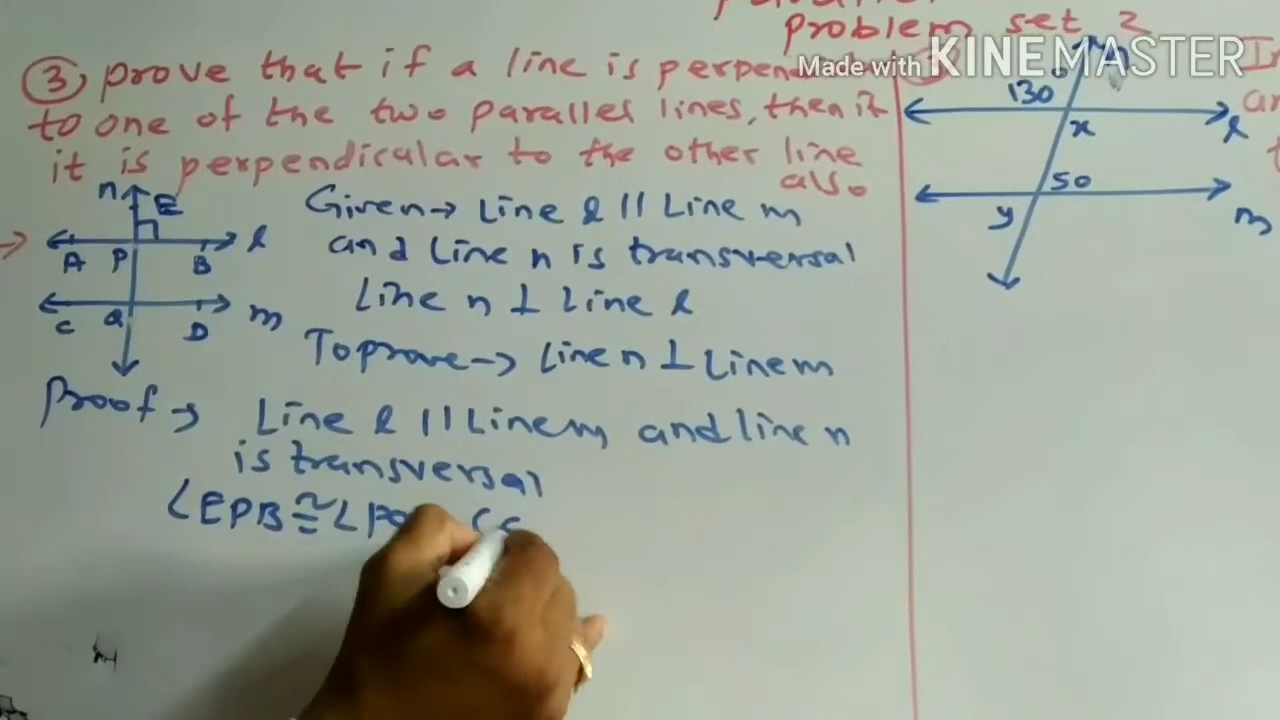 problem set 2
Made with KINEMASTER
③ prove that if a line is
to one of the two parallel lines, then it
it is perpendicular to the other line
also
n
E
A P B l
C Q D m
Given→ Line l || Line m
and Line n is transversal
Line n ⊥ Line l
To prove→ Line n ⊥ Line m
Proof→ Line l || Line m and line n
is transversal
∠EPB ≅ ∠
130°
x
l
50
y
m